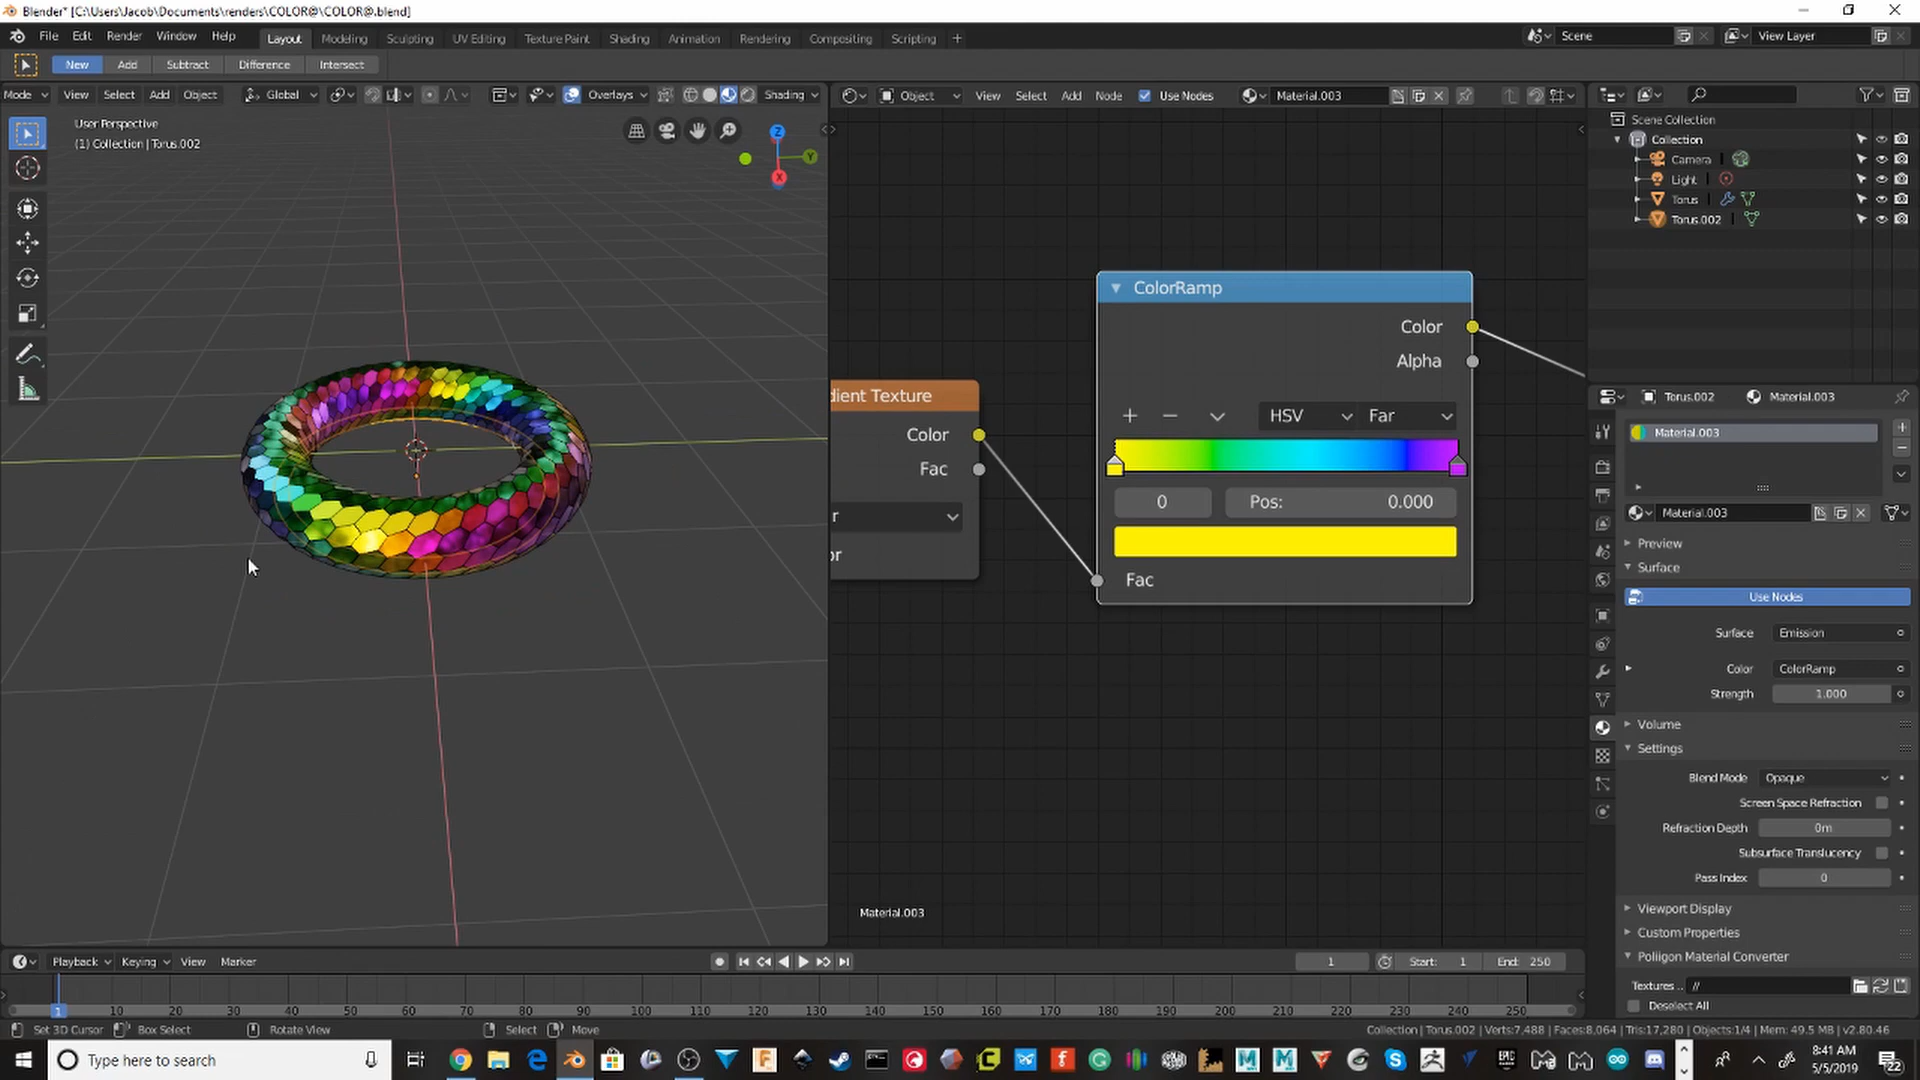 Blender* [C:\Users\Jacob\Documents\renders\COLOR@\COLOR@.blend]
File Edit Render Window Help Layout Modeling Sculpting UV Editing Texture Paint Shading Animation Rendering Compositing Scripting + Scene View Layer
New Add Subtract Difference Intersect
Mode View Select Add Object Global Overlays Shading
User Perspective
(1) Collection | Torus.002
Z
Y
X
Object View Select Add Node Use Nodes Material.003
dient Texture
Color
Fac
r
or
ColorRamp
Color
Alpha
HSV Far
0 Pos: 0.000
Fac
Material.003
Scene Collection
Collection
Camera
Light
Torus
Torus.002
Torus.002 Material.003
Material.003
Material.003
Preview
Surface
Use Nodes
Surface Emission
Color ColorRamp
Strength 1.000
Volume
Settings
Blend Mode Opaque
Screen Space Refraction
Refraction Depth 0m
Subsurface Translucency
Pass Index 0
Viewport Display
Custom Properties
Poliigon Material Converter
Textures .. //
Deselect All
Playback Keying View Marker 1 Start: 1 End: 250
1 10 20 30 40 50 60 70 80 90 100 110 120 130 140 150 160 170 180 190 200 210 220 230 240 250
Set 3D Cursor Box Select Rotate View Select Move Collection | Torus.002 | Verts:7,488 | Faces:8,064 | Tris:17,280 | Objects:1/4 | Mem: 49.5 MB | v2.80.46
Type here to search
8:41 AM
5/5/2019
22